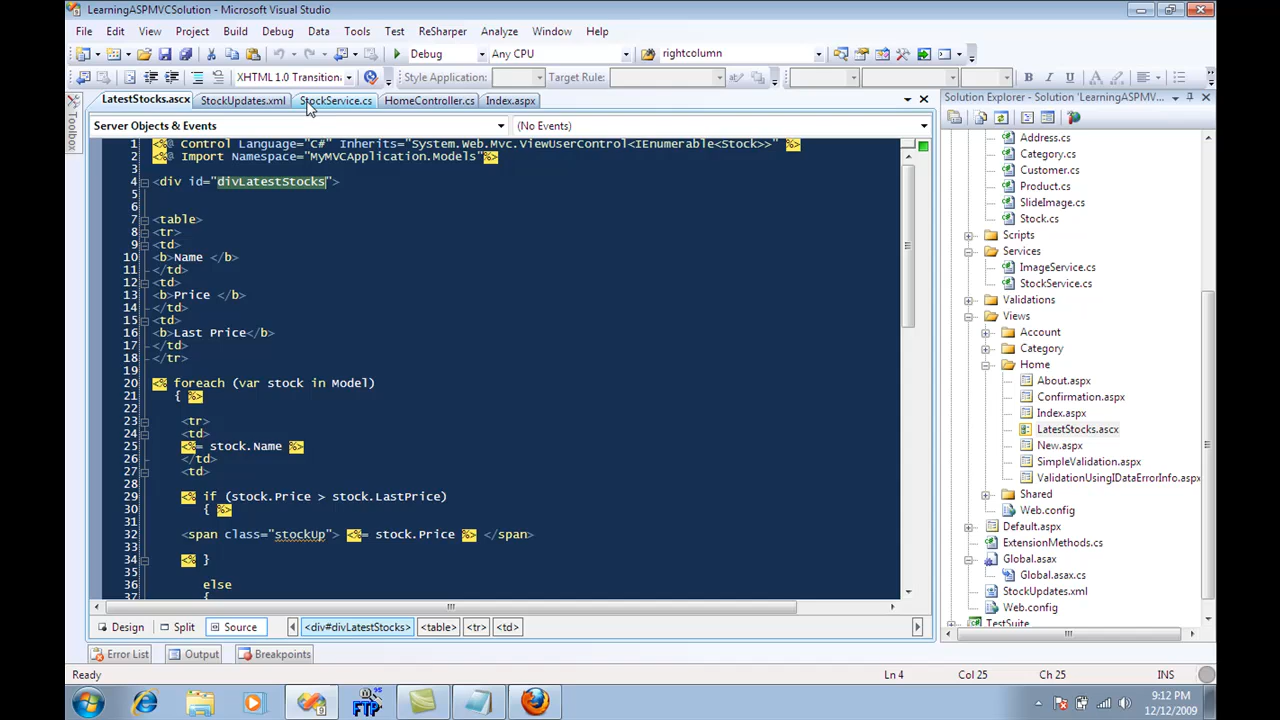 LearningASPMVCSolution - Microsoft Visual Studio
File Edit View Project Build Debug Data Tools Test ReSharper Analyze Window Help
Debug Any CPU rightcolumn
XHTML 1.0 Transition Style Application: Target Rule: B I U A
LatestStocks.ascx StockUpdates.xml StockService.cs HomeController.cs Index.aspx
Server Objects & Events (No Events)
Toolbox
1 <%@ Control Language="C#" Inherits="System.Web.Mvc.ViewUserControl<IEnumerable<Stock>>" %>
2 <%@ Import Namespace="MyMVCApplication.Models"%>
3
4 <div id="divLatestStocks">
5
6
7 <table>
8 <tr>
9 <td>
10 <b>Name </b>
11 </td>
12 <td>
13 <b>Price </b>
14 </td>
15 <td>
16 <b>Last Price</b>
17 </td>
18 </tr>
19
20 <% foreach (var stock in Model)
21 { %>
22
23 <tr>
24 <td>
25 <%= stock.Name %>
26 </td>
27 <td>
28
29 <% if (stock.Price > stock.LastPrice)
30 { %>
31
32 <span class="stockUp"> <%= stock.Price %> </span>
33
34 <% }
35
36 else
37 {
Design Split Source <div#divLatestStocks> <table> <tr> <td>
Error List Output Breakpoints
Ready Ln 4 Col 25 Ch 25 INS
Solution Explorer - Solution 'LearningASPMV...
Address.cs
Category.cs
Customer.cs
Product.cs
SlideImage.cs
Stock.cs
Scripts
Services
ImageService.cs
StockService.cs
Validations
Views
Account
Category
Home
About.aspx
Confirmation.aspx
Index.aspx
LatestStocks.ascx
New.aspx
SimpleValidation.aspx
ValidationUsingIDataErrorInfo.aspx
Shared
Web.config
Default.aspx
ExtensionMethods.cs
Global.asax
Global.asax.cs
StockUpdates.xml
Web.config
TestSuite
FTP
9:12 PM
12/12/2009